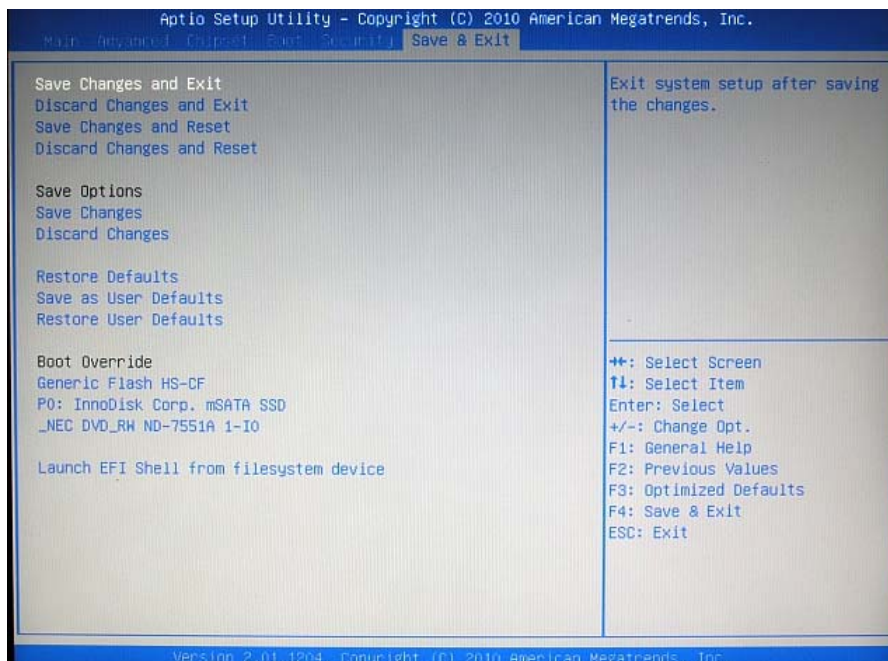 Aptio Setup Utility - Copyright (C) 2010 American Megatrends, Inc.
Main Advanced Chipset Boot Security Save & Exit
Save Changes and Exit
Discard Changes and Exit
Save Changes and Reset
Discard Changes and Reset
Save Options
Save Changes
Discard Changes
Restore Defaults
Save as User Defaults
Restore User Defaults
Boot Override
Generic Flash HS-CF
P0: InnoDisk Corp. mSATA SSD
_NEC DVD_RW ND-7551A 1-I0
Launch EFI Shell from filesystem device
Exit system setup after saving
the changes.
→←: Select Screen
↑↓: Select Item
Enter: Select
+/-: Change Opt.
F1: General Help
F2: Previous Values
F3: Optimized Defaults
F4: Save & Exit
ESC: Exit
Version 2.01.1204. Copyright (C) 2010 American Megatrends, Inc.